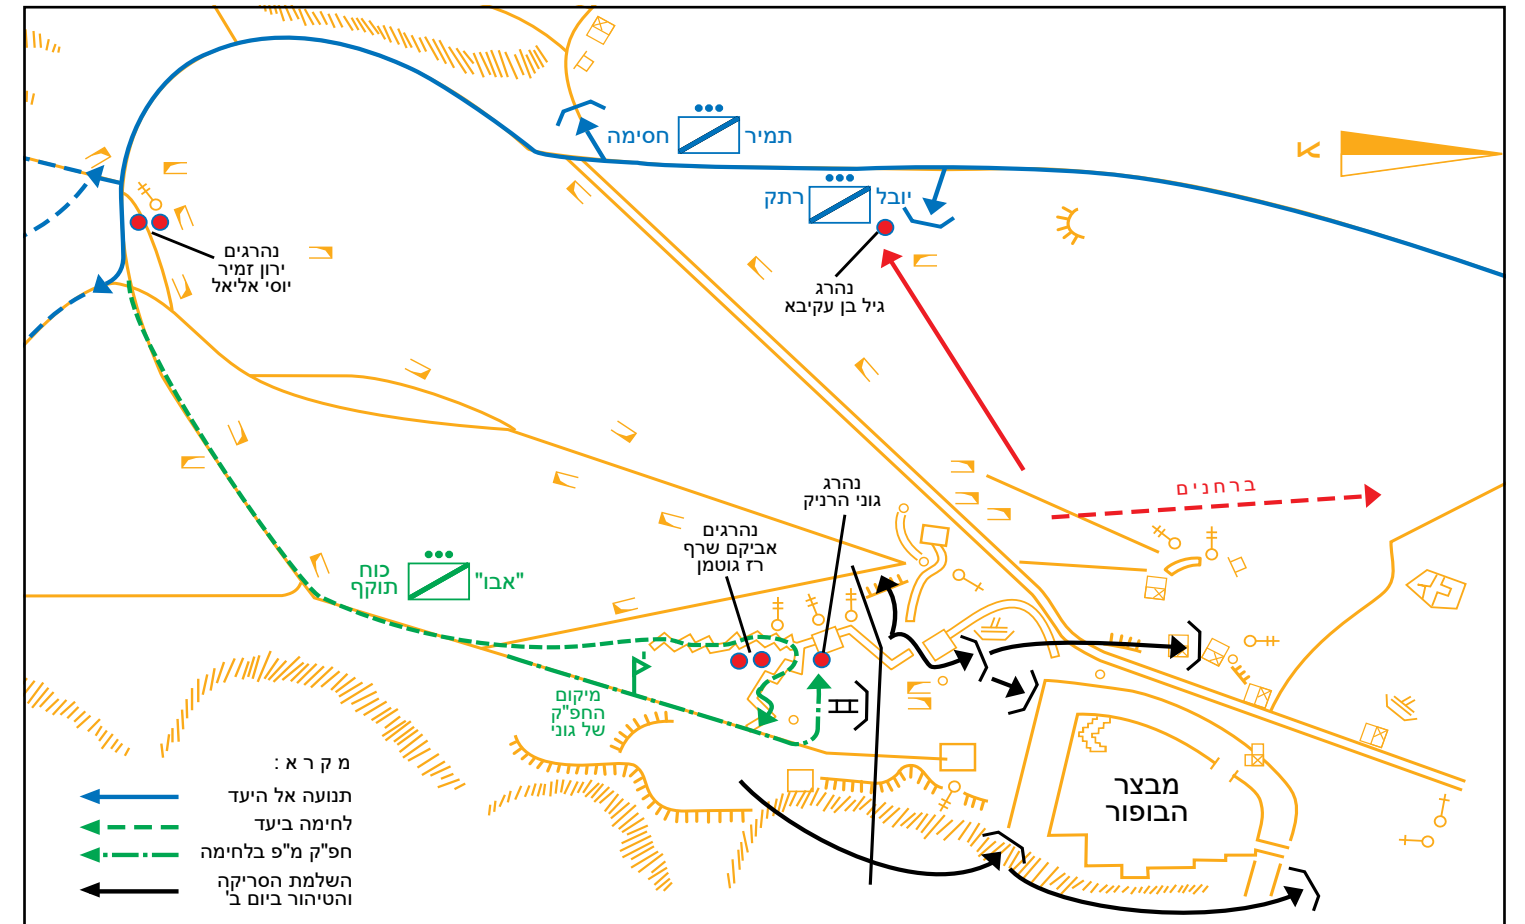 תמיר
חסימה
יובל
רתק
נהרגים
ירון זמיר
יוסי אליאל
נהרג
גיל בן עקיבא
ברחנים
נהרג
גוני הרניק
נהרגים
אביקם שרף
רז גוטמן
"אבו"
כוח
תוקף
מיקום
החפ"ק
של גוני
מבצר
הבופור
מקרא:
תנועה אל היעד
לחימה ביעד
חפ"ק מ"פ בלחימה
השלמת הסריקה
והטיהור ביום ב'